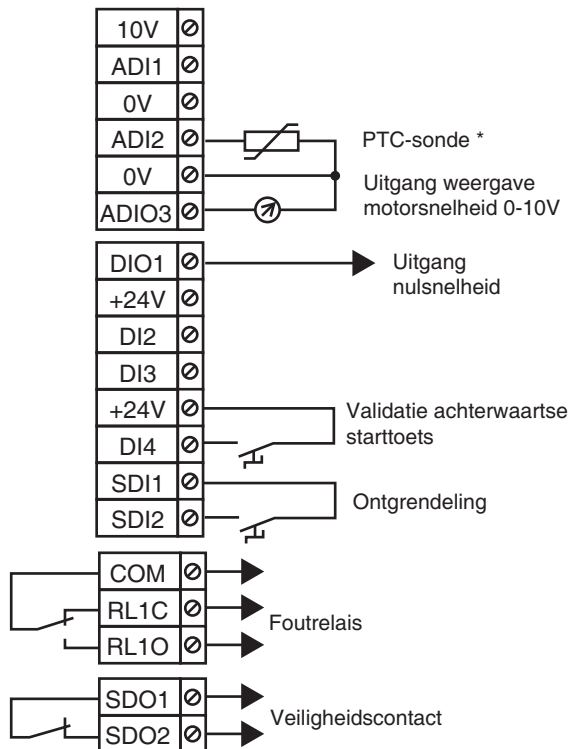 10V
ADI1
0V
ADI2
PTC-sonde *
0V
Uitgang weergave
motorsnelheid 0-10V
ADIO3
DIO1
Uitgang
nulsnelheid
+24V
DI2
DI3
+24V
Validatie achterwaartse
starttoets
DI4
SDI1
Ontgrendeling
SDI2
COM
RL1C
Foutrelais
RL1O
SDO1
Veiligheidscontact
SDO2